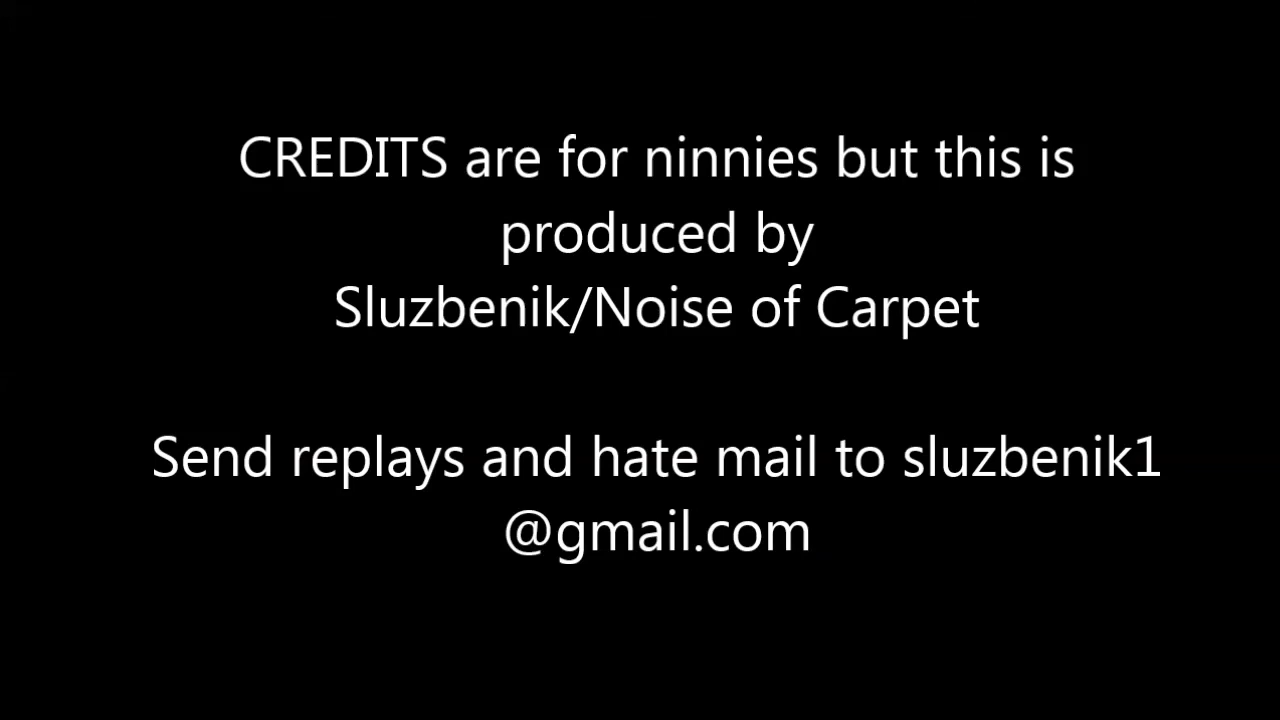 CREDITS are for ninnies but this is
produced by
Sluzbenik/Noise of Carpet
Send replays and hate mail to sluzbenik1
@gmail.com